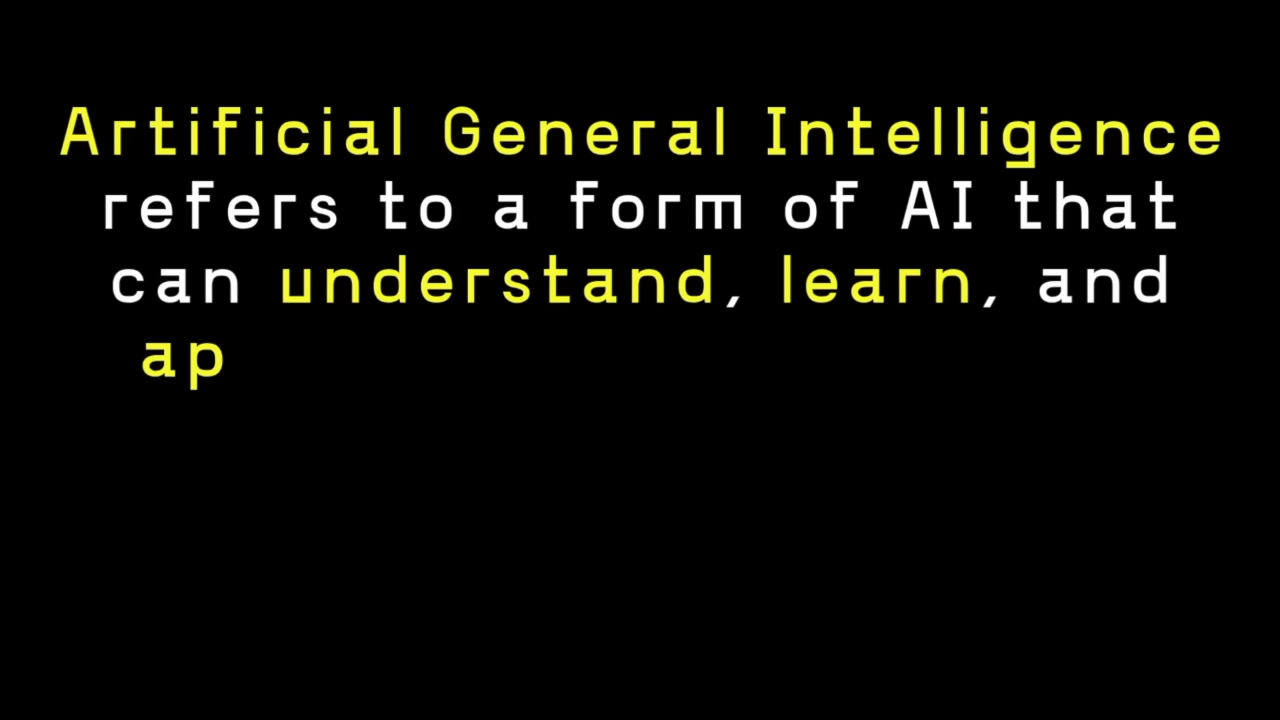 Artificial General Intelligence
refers to a form of AI that
can understand, learn, and
ap